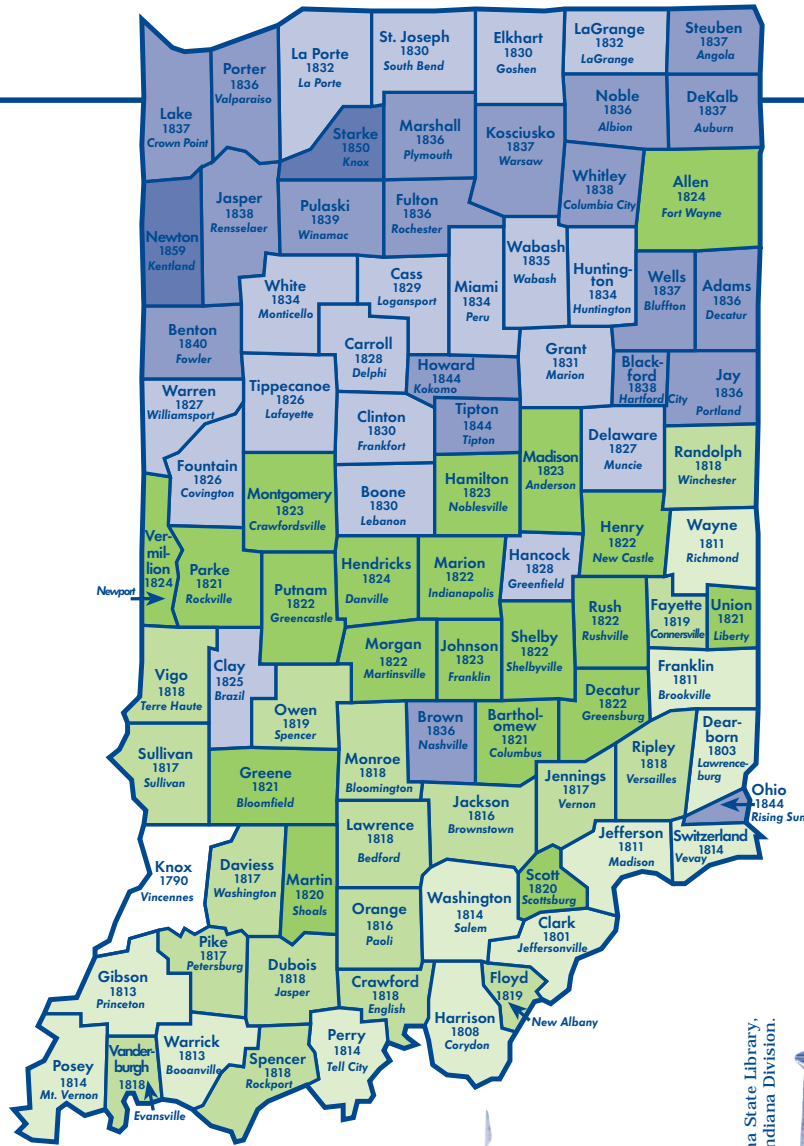 Steuben
1837
Angola
LaGrange
1832
LaGrange
Elkhart
1830
Goshen
St. Joseph
1830
South Bend
La Porte
1832
La Porte
Porter
1836
Valparaiso
Lake
1837
Crown Point
Starke
1850
Knox
Marshall
1836
Plymouth
Kosciusko
1837
Warsaw
Noble
1836
Albion
DeKalb
1837
Auburn
Whitley
1838
Columbia City
Allen
1824
Fort Wayne
Newton
1859
Kentland
Jasper
1838
Rensselaer
Pulaski
1839
Winamac
Fulton
1836
Rochester
White
1834
Monticello
Cass
1829
Logansport
Miami
1834
Peru
Wabash
1835
Wabash
Hunting-
ton
1834
Huntington
Wells
1837
Bluffton
Adams
1836
Decatur
Benton
1840
Fowler
Carroll
1828
Delphi
Howard
1844
Kokomo
Grant
1831
Marion
Black-
ford
1838
Hartford City
Jay
1836
Portland
Warren
1827
Williamsport
Tippecanoe
1826
Lafayette
Clinton
1830
Frankfort
Tipton
1844
Tipton
Madison
1823
Anderson
Delaware
1827
Muncie
Randolph
1818
Winchester
Fountain
1826
Covington
Montgomery
1823
Crawfordsville
Boone
1830
Lebanon
Hamilton
1823
Noblesville
Henry
1822
New Castle
Wayne
1811
Richmond
Ver-
mil-
lion
1824
Newport
Parke
1821
Rockville
Putnam
1822
Greencastle
Hendricks
1824
Danville
Marion
1822
Indianapolis
Hancock
1828
Greenfield
Rush
1822
Rushville
Fayette
1819
Connersville
Union
1821
Liberty
Vigo
1818
Terre Haute
Clay
1825
Brazil
Owen
1819
Spencer
Morgan
1822
Martinsville
Johnson
1823
Franklin
Shelby
1822
Shelbyville
Decatur
1822
Greensburg
Franklin
1811
Brookville
Sullivan
1817
Sullivan
Greene
1821
Bloomfield
Monroe
1818
Bloomington
Brown
1836
Nashville
Barthol-
omew
1821
Columbus
Jennings
1817
Vernon
Ripley
1818
Versailles
Dear-
born
1803
Lawrence-
burg
Ohio
1844
Rising Sun
Knox
1790
Vincennes
Daviess
1817
Washington
Martin
1820
Shoals
Lawrence
1818
Bedford
Jackson
1816
Brownstown
Scott
1820
Scottsburg
Jefferson
1811
Madison
Switzerland
1814
Vevay
Orange
1816
Paoli
Washington
1814
Salem
Clark
1801
Jeffersonville
Gibson
1813
Princeton
Pike
1817
Petersburg
Dubois
1818
Jasper
Crawford
1818
English
Harrison
1808
Corydon
Floyd
1819
New Albany
Posey
1814
Mt. Vernon
Vander-
burgh
1818
Evansville
Warrick
1813
Booanville
Spencer
1818
Rockport
Perry
1814
Tell City
na State Library,
ndiana Division.